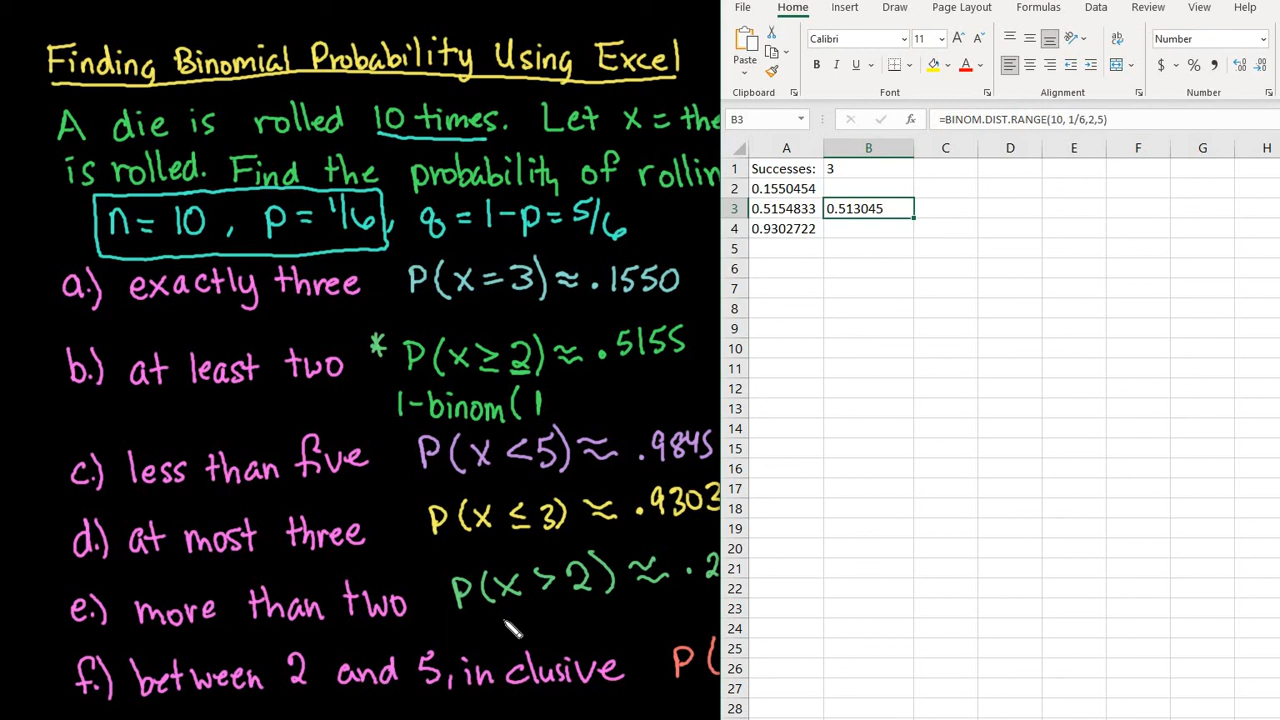 Finding Binomial Probability Using Excel
A die is rolled 10 times. Let x = the
is rolled. Find the probability of rollin
n = 10 , p = 1/6, q = 1-p = 5/6
a.) exactly three P(x = 3) ≈ .1550
b.) at least two * P(x ≥ 2) ≈ .5155
1-binom( 1
c.) less than five P(x < 5) ≈ .9845
d.) at most three P(x ≤ 3) ≈ .9303
e.) more than two P(x > 2) ≈ .2
f.) between 2 and 5, inclusive P(
File Home Insert Draw Page Layout Formulas Data Review View Help
Paste
Calibri 11 A A ab Number
B I U A $ % ,
Clipboard Font Alignment Number
B3 fx =BINOM.DIST.RANGE(10, 1/6,2,5)
A B C D E F G H
1 Successes: 3
2 0.1550454
3 0.5154833 0.513045
4 0.9302722
5
6
7
8
9
10
11
12
13
14
15
16
17
18
19
20
21
22
23
24
25
26
27
28